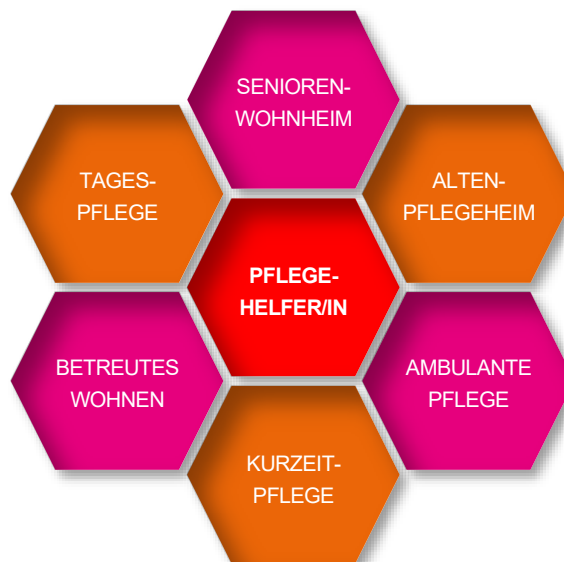 SENIOREN-
WOHNHEIM
TAGES-
PFLEGE
ALTEN-
PFLEGEHEIM
PFLEGE-
HELFER/IN
BETREUTES
WOHNEN
AMBULANTE
PFLEGE
KURZEIT-
PFLEGE